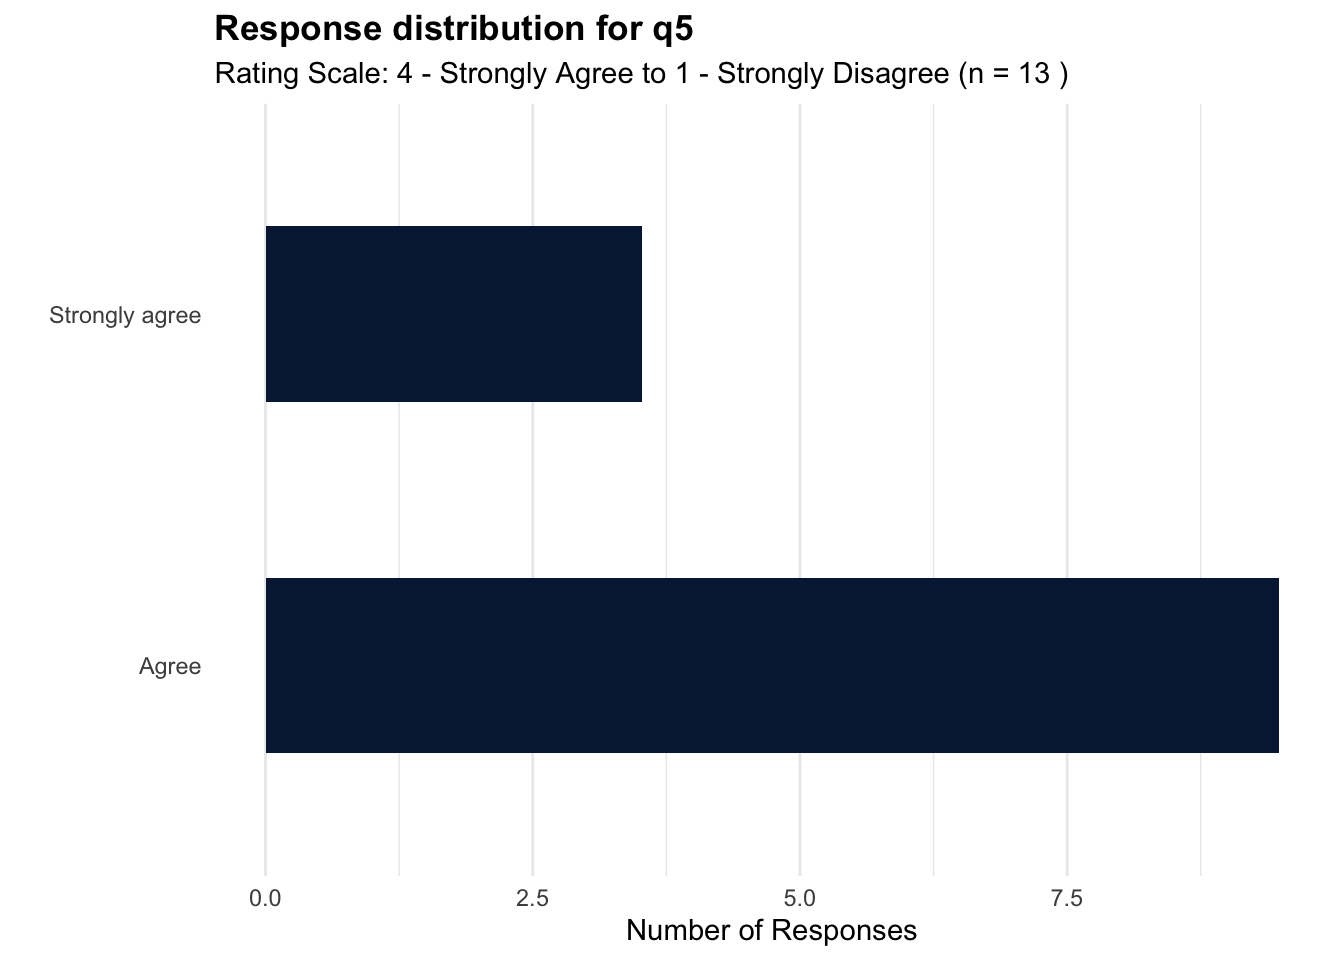 Response distribution for q5
Rating Scale: 4 - Strongly Agree to 1 - Strongly Disagree (n = 13 )
Strongly agree
Agree
0.0 2.5 5.0 7.5
Number of Responses